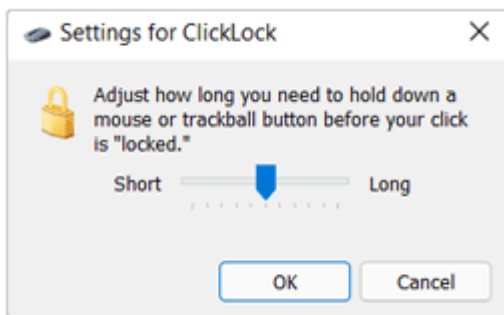 Settings for ClickLock
Adjust how long you need to hold down a
mouse or trackball button before your click
is "locked."
Short Long
OK Cancel